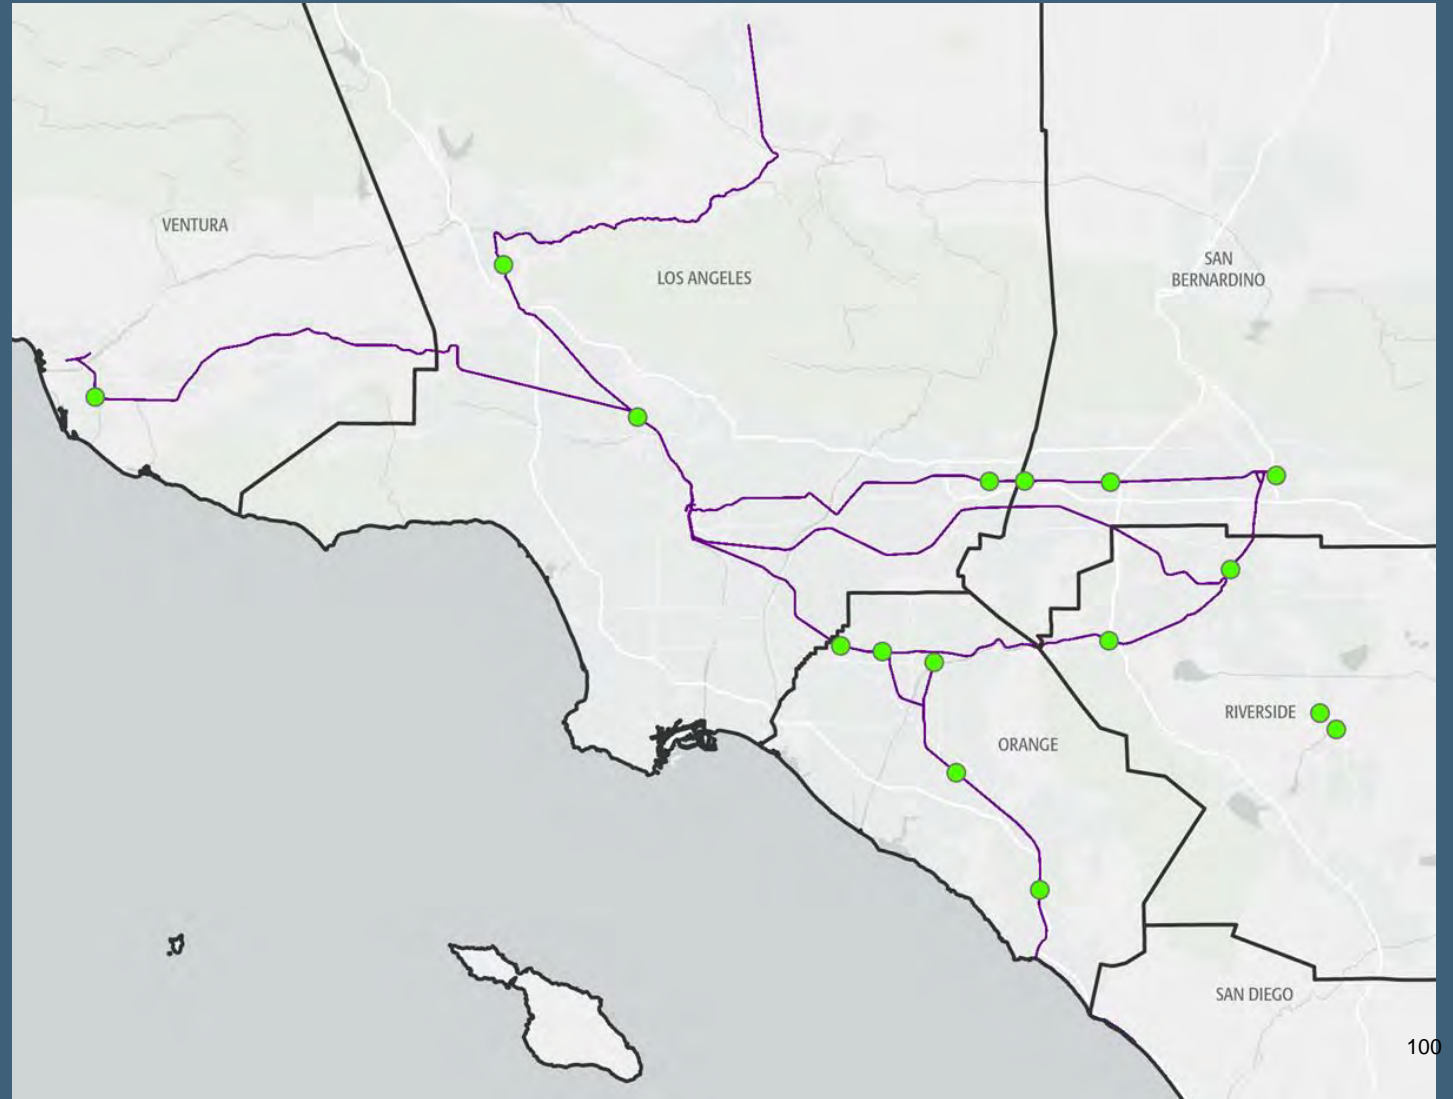 VENTURA
LOS ANGELES
SAN
BERNARDINO
RIVERSIDE
ORANGE
SAN DIEGO
100